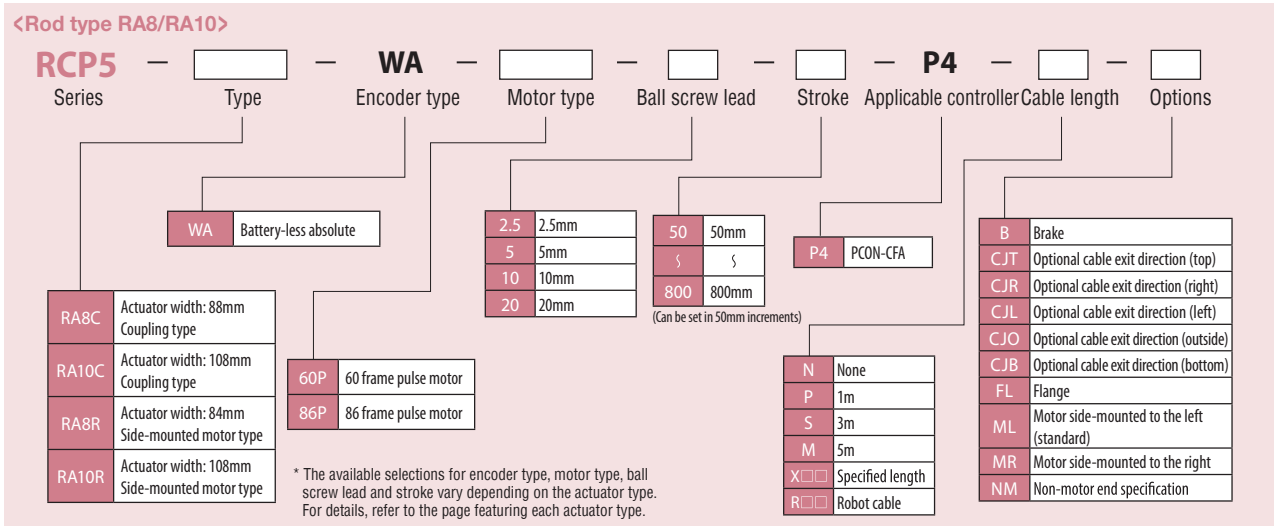 <Rod type RA8/RA10>
RCP5 — — WA — — — — P4 — —
Series Type Encoder type Motor type Ball screw lead Stroke Applicable controller Cable length Options
WA Battery-less absolute
RA8C Actuator width: 88mm
Coupling type
RA10C Actuator width: 108mm
Coupling type
RA8R Actuator width: 84mm
Side-mounted motor type
RA10R Actuator width: 108mm
Side-mounted motor type
60P 60 frame pulse motor
86P 86 frame pulse motor
2.5 2.5mm
5 5mm
10 10mm
20 20mm
50 50mm
⌇ ⌇
800 800mm
(Can be set in 50mm increments)
P4 PCON-CFA
N None
P 1m
S 3m
M 5m
X□□ Specified length
R□□ Robot cable
B Brake
CJT Optional cable exit direction (top)
CJR Optional cable exit direction (right)
CJL Optional cable exit direction (left)
CJO Optional cable exit direction (outside)
CJB Optional cable exit direction (bottom)
FL Flange
ML Motor side-mounted to the left
(standard)
MR Motor side-mounted to the right
NM Non-motor end specification
* The available selections for encoder type, motor type, ball
screw lead and stroke vary depending on the actuator type.
For details, refer to the page featuring each actuator type.